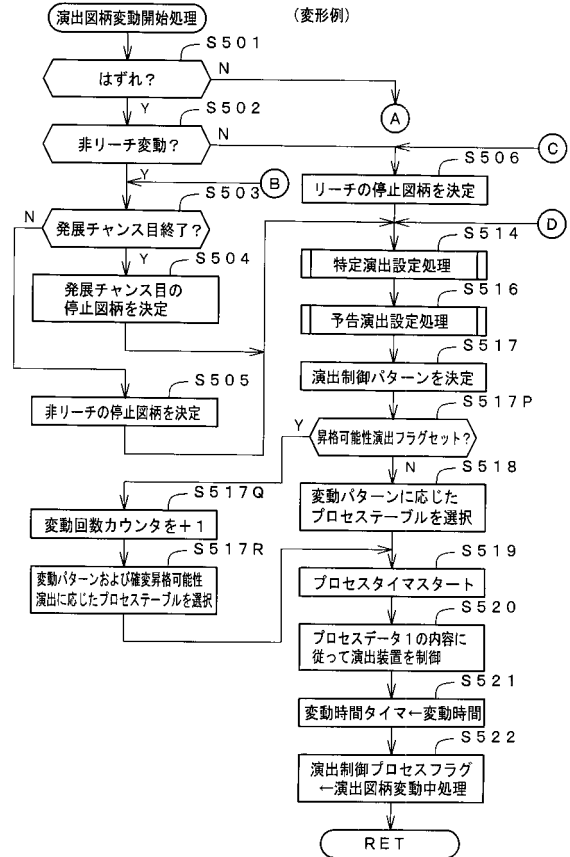 演出図柄変動開始処理
(変形例)
S501
はずれ?
N
Y
A
S502
非リーチ変動?
N
Y
C
B
S503
発展チャンス目終了?
N
Y
S504
発展チャンス目の
停止図柄を決定
S505
非リーチの停止図柄を決定
S506
リーチの停止図柄を決定
D
S514
特定演出設定処理
S516
予告演出設定処理
S517
演出制御パターンを決定
S517P
昇格可能性演出フラグセット?
Y
N
S517Q
変動回数カウンタを+1
S517R
変動パターンおよび確変昇格可能性
演出に応じたプロセステーブルを選択
S518
変動パターンに応じた
プロセステーブルを選択
S519
プロセスタイマスタート
S520
プロセスデータ1の内容に
従って演出装置を制御
S521
変動時間タイマ←変動時間
S522
演出制御プロセスフラグ
←演出図柄変動中処理
RET